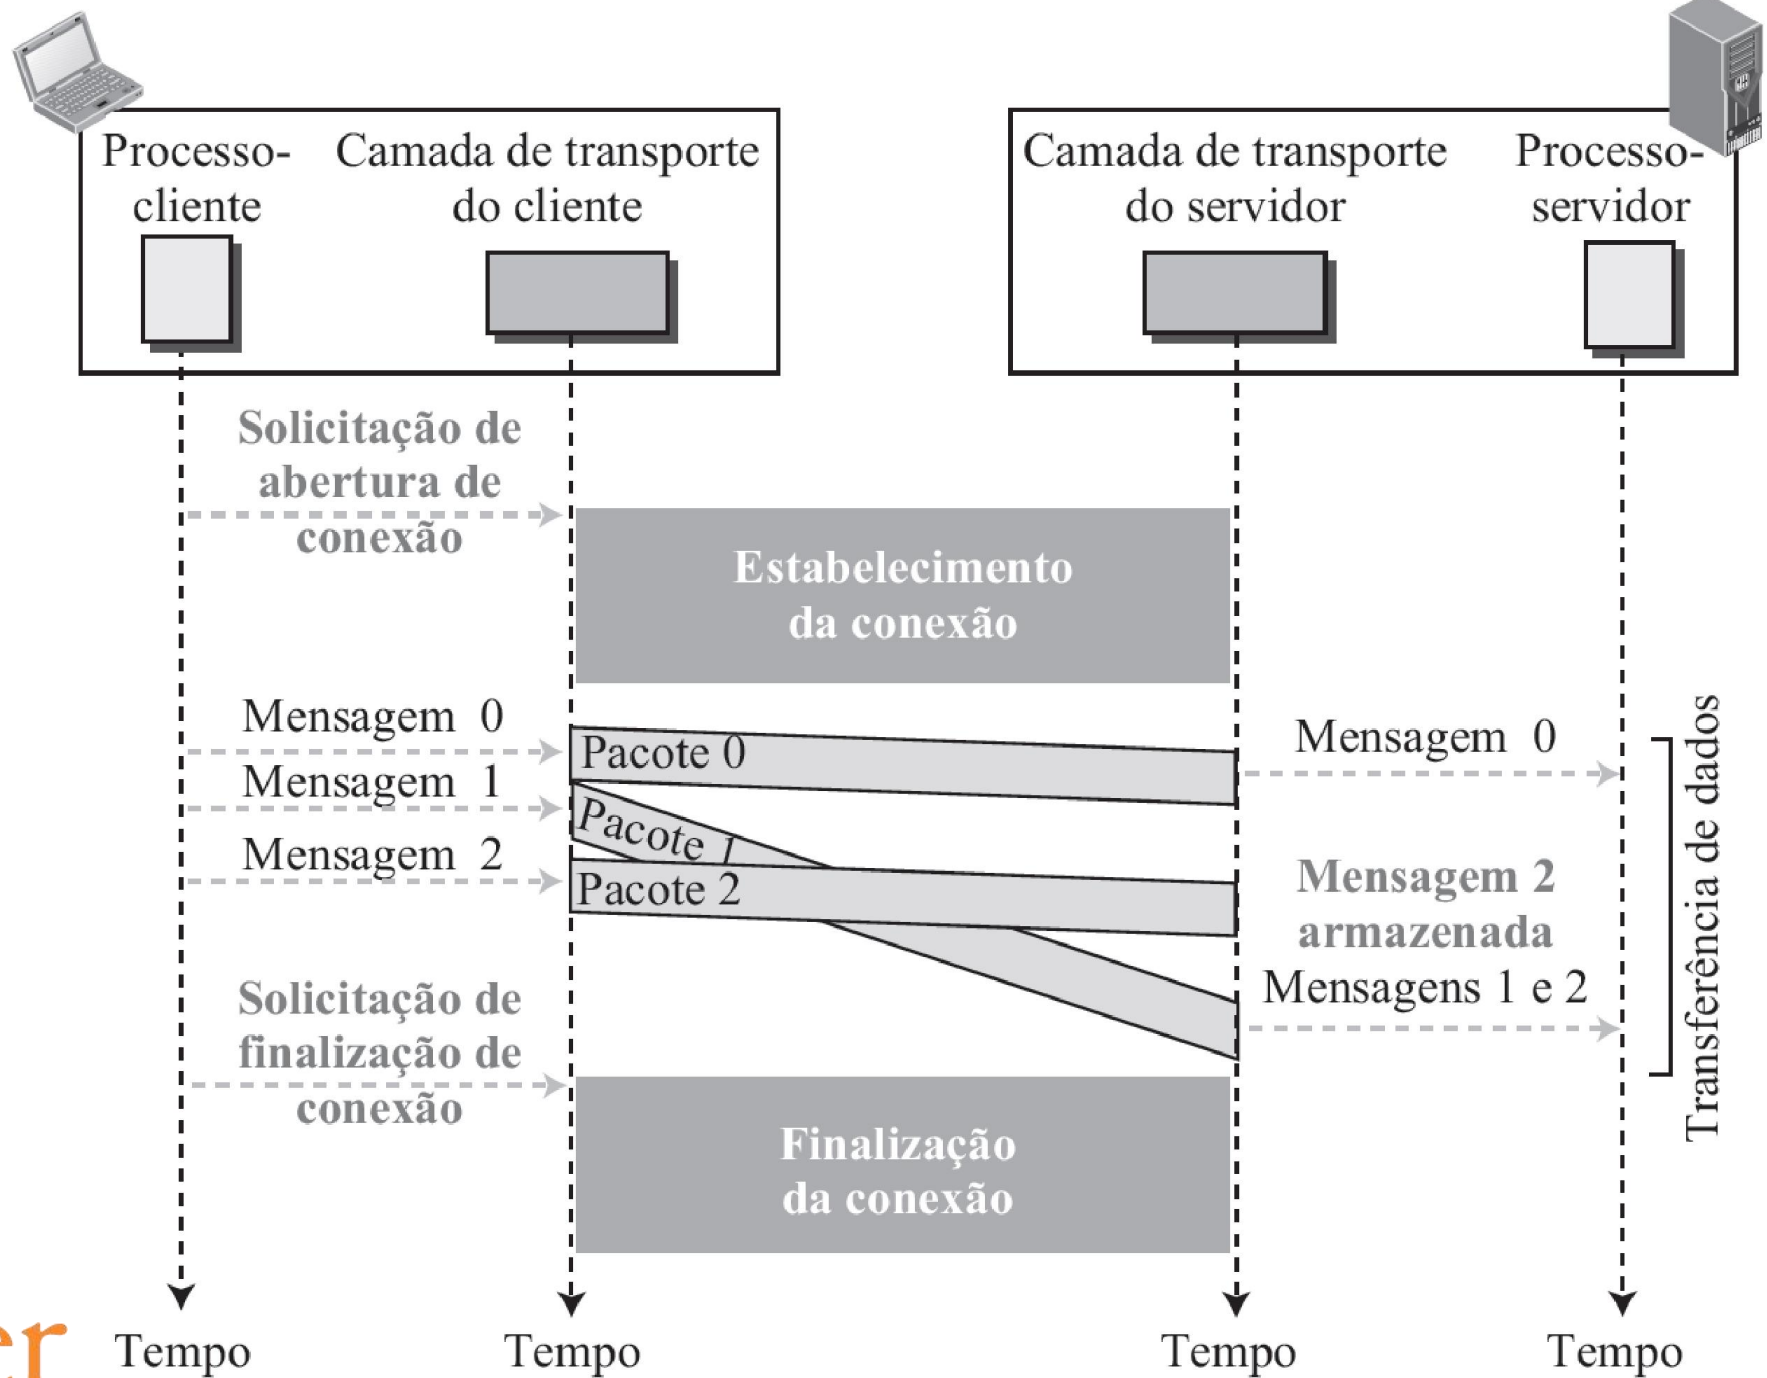 Processo-
cliente
Camada de transporte
do cliente
Camada de transporte
do servidor
Processo-
servidor
Solicitação de
abertura de
conexão
Estabelecimento
da conexão
Mensagem 0
Pacote 0
Mensagem 0
Mensagem 1
Pacote 1
Mensagem 2
Pacote 2
Mensagem 2
armazenada
Mensagens 1 e 2
Transferência de dados
Solicitação de
finalização de
conexão
Finalização
da conexão
er
Tempo
Tempo
Tempo
Tempo